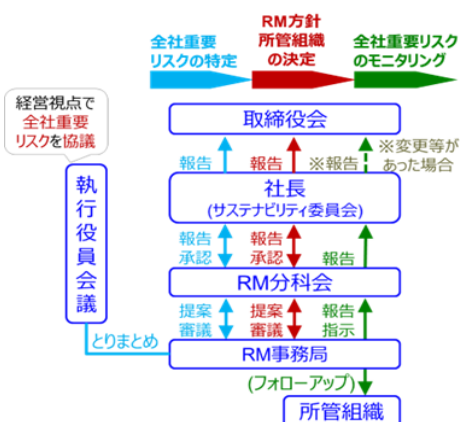 全社重要
リスクの特定
RM方針
所管組織
の決定
全社重要リスク
のモニタリング
経営視点で
全社重要
リスクを協議
執行役員会議
取締役会
報告
報告
※報告
※変更等が
あった場合
社長
(サステナビリティ委員会)
報告
承認
報告
承認
報告
RM分科会
提案
審議
提案
審議
報告
指示
とりまとめ
RM事務局
(フォローアップ)
所管組織